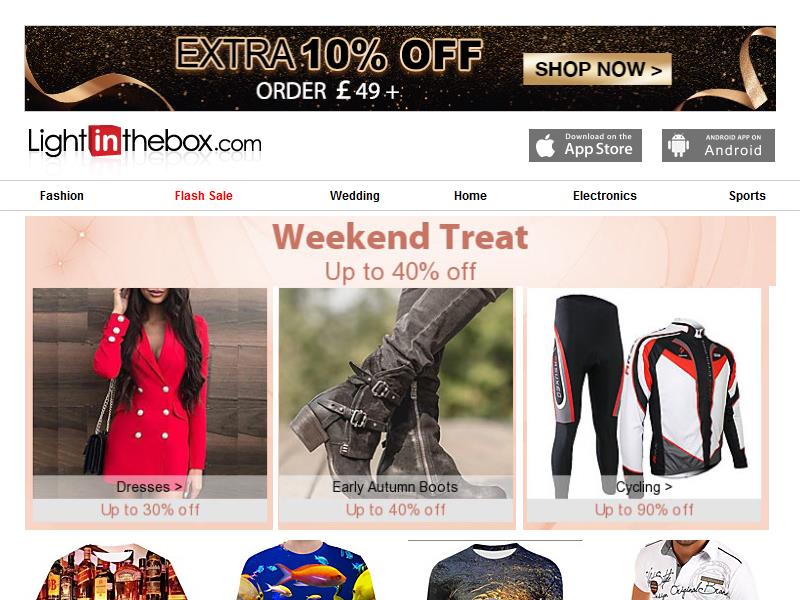 EXTRA 10% OFF
ORDER £ 49 +
SHOP NOW >
Lightinthebox.com
Download on the
App Store
ANDROID APP ON
Android
Fashion
Flash Sale
Wedding
Home
Electronics
Sports
Weekend Treat
Up to 40% off
Dresses >
Up to 30% off
Early Autumn Boots
Up to 40% off
Cycling >
Up to 90% off